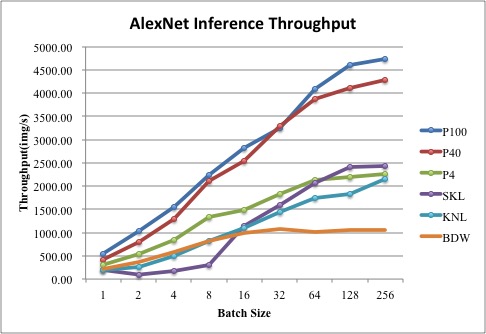 AlexNet Inference Throughput
Throughput(img/s)
5000.00
4500.00
4000.00
3500.00
3000.00
2500.00
2000.00
1500.00
1000.00
500.00
0.00
1 2 4 8 16 32 64 128 256
Batch Size
P100
P40
P4
SKL
KNL
BDW